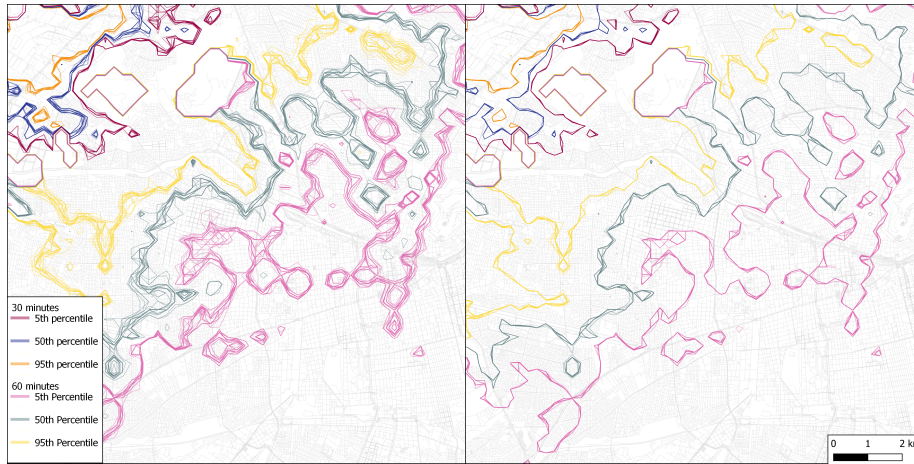 30 minutes
5th percentile
50th percentile
95th percentile
60 minutes
5th Percentile
50th Percentile
95th Percentile
0 1 2 k